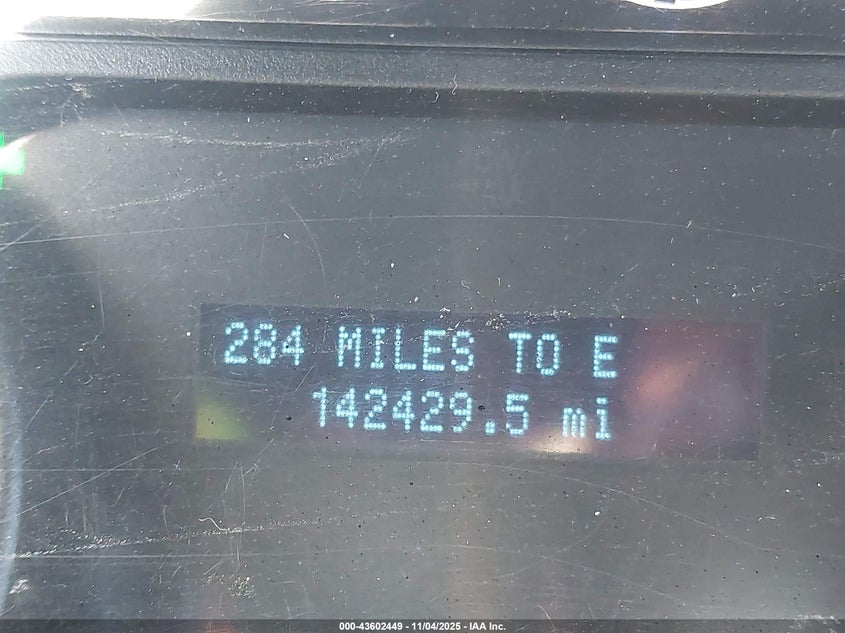 284 MILES TO E
142429.5 mi
000-43602449 - 11/04/2025 - IAA Inc.